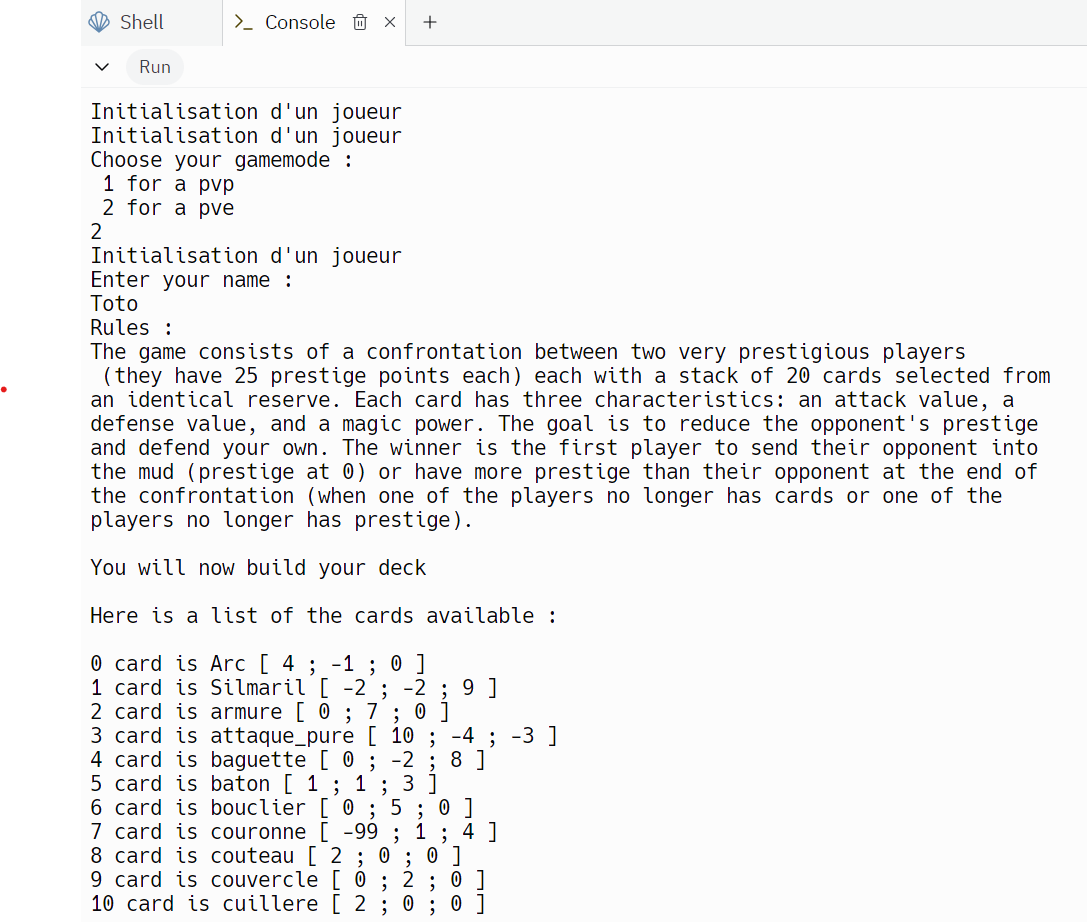 Shell
Console
Run
Initialisation d'un joueur
Initialisation d'un joueur
Choose your gamemode :
1 for a pvp
2 for a pve
2
Initialisation d'un joueur
Enter your name :
Toto
Rules :
The game consists of a confrontation between two very prestigious players
(they have 25 prestige points each) each with a stack of 20 cards selected from
an identical reserve. Each card has three characteristics: an attack value, a
defense value, and a magic power. The goal is to reduce the opponent's prestige
and defend your own. The winner is the first player to send their opponent into
the mud (prestige at 0) or have more prestige than their opponent at the end of
the confrontation (when one of the players no longer has cards or one of the
players no longer has prestige).
You will now build your deck
Here is a list of the cards available :
0 card is Arc [ 4 ; -1 ; 0 ]
1 card is Silmaril [ -2 ; -2 ; 9 ]
2 card is armure [ 0 ; 7 ; 0 ]
3 card is attaque_pure [ 10 ; -4 ; -3 ]
4 card is baguette [ 0 ; -2 ; 8 ]
5 card is baton [ 1 ; 1 ; 3 ]
6 card is bouclier [ 0 ; 5 ; 0 ]
7 card is couronne [ -99 ; 1 ; 4 ]
8 card is couteau [ 2 ; 0 ; 0 ]
9 card is couvercle [ 0 ; 2 ; 0 ]
10 card is cuillere [ 2 ; 0 ; 0 ]